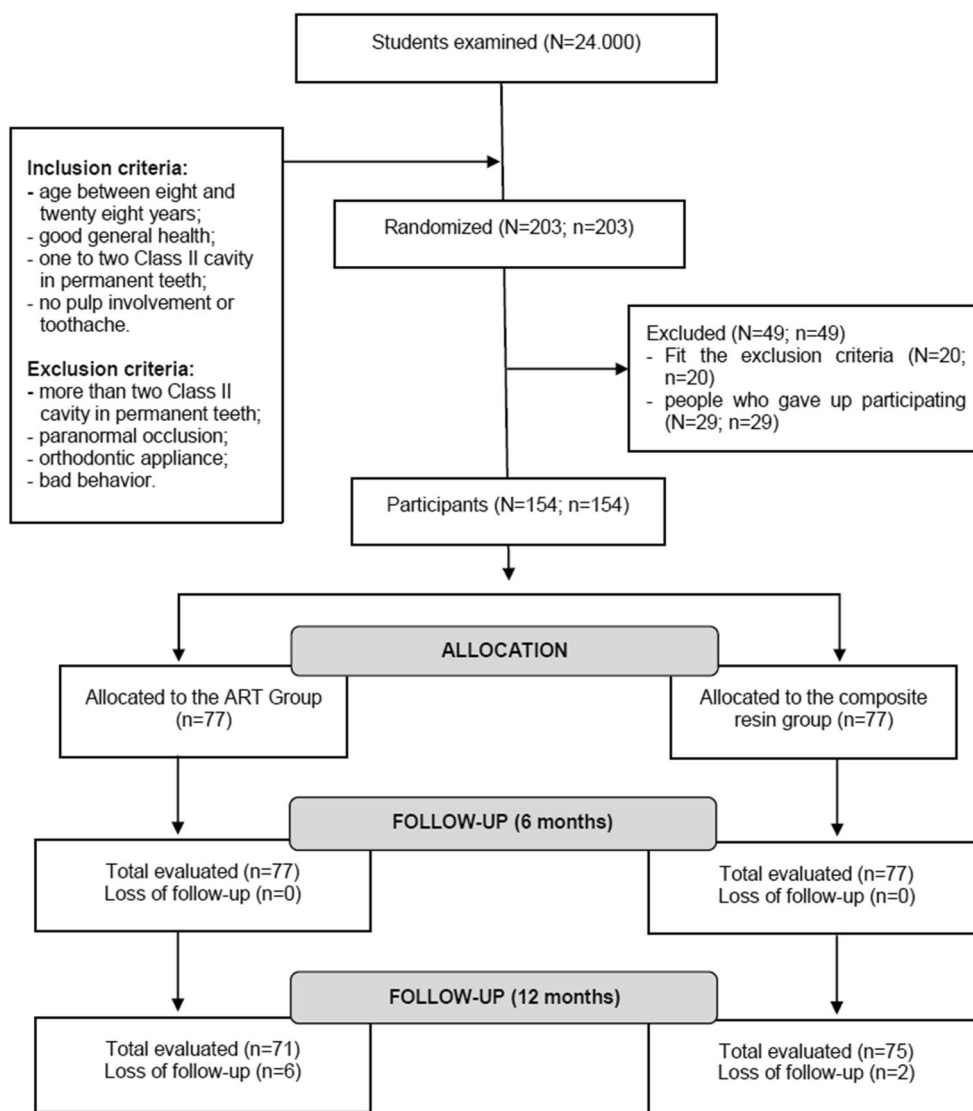 Students examined (N=24.000)
Inclusion criteria:
- age between eight and
twenty eight years;
- good general health;
- one to two Class II cavity
in permanent teeth;
- no pulp involvement or
toothache.
Exclusion criteria:
- more than two Class II
cavity in permanent teeth;
- paranormal occlusion;
- orthodontic appliance;
- bad behavior.
Randomized (N=203; n=203)
Excluded (N=49; n=49)
- Fit the exclusion criteria (N=20;
n=20)
- people who gave up participating
(N=29; n=29)
Participants (N=154; n=154)
ALLOCATION
Allocated to the ART Group
(n=77)
Allocated to the composite
resin group (n=77)
FOLLOW-UP (6 months)
Total evaluated (n=77)
Loss of follow-up (n=0)
Total evaluated (n=77)
Loss of follow-up (n=0)
FOLLOW-UP (12 months)
Total evaluated (n=71)
Loss of follow-up (n=6)
Total evaluated (n=75)
Loss of follow-up (n=2)